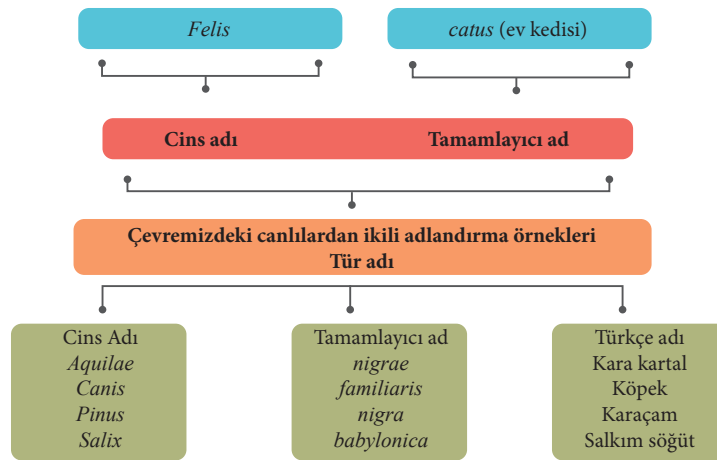 Felis
catus (ev kedisi)
Cins adı
Tamamlayıcı ad
Çevremizdeki canlılardan ikili adlandırma örnekleri
Tür adı
Cins Adı
Aquilae
Canis
Pinus
Salix
Tamamlayıcı ad
nigrae
familiaris
nigra
babylonica
Türkçe adı
Kara kartal
Köpek
Karaçam
Salkım söğüt